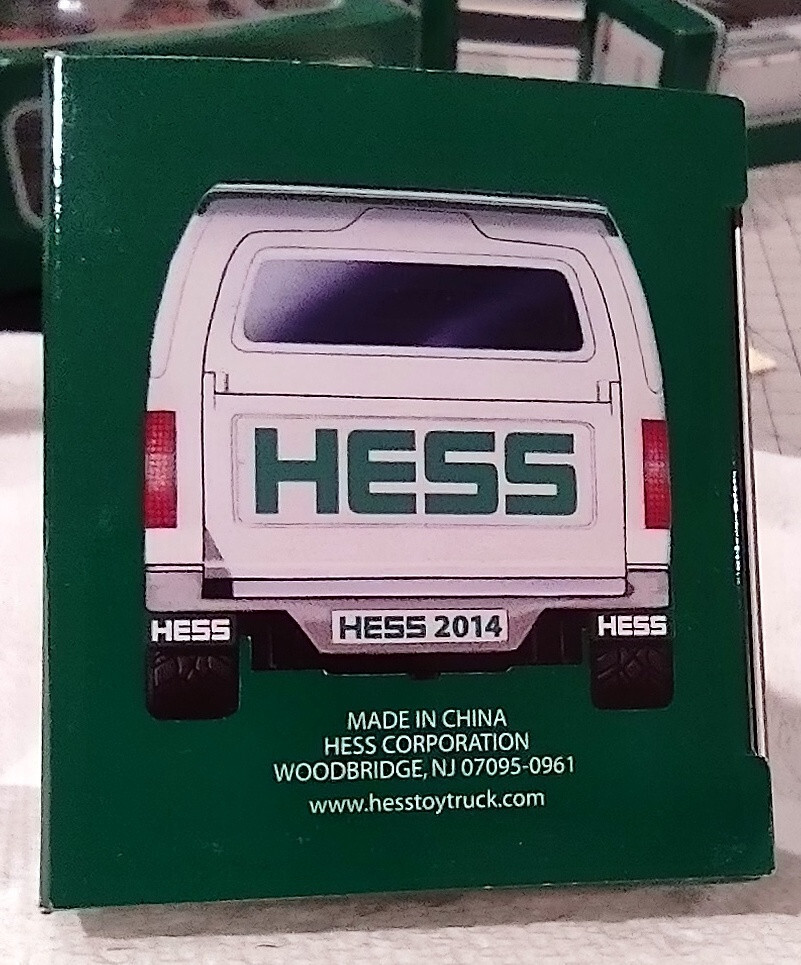 HESS
HESS HESS 2014 HESS
MADE IN CHINA
HESS CORPORATION
WOODBRIDGE, NJ 07095-0961
www.hesstoytruck.com